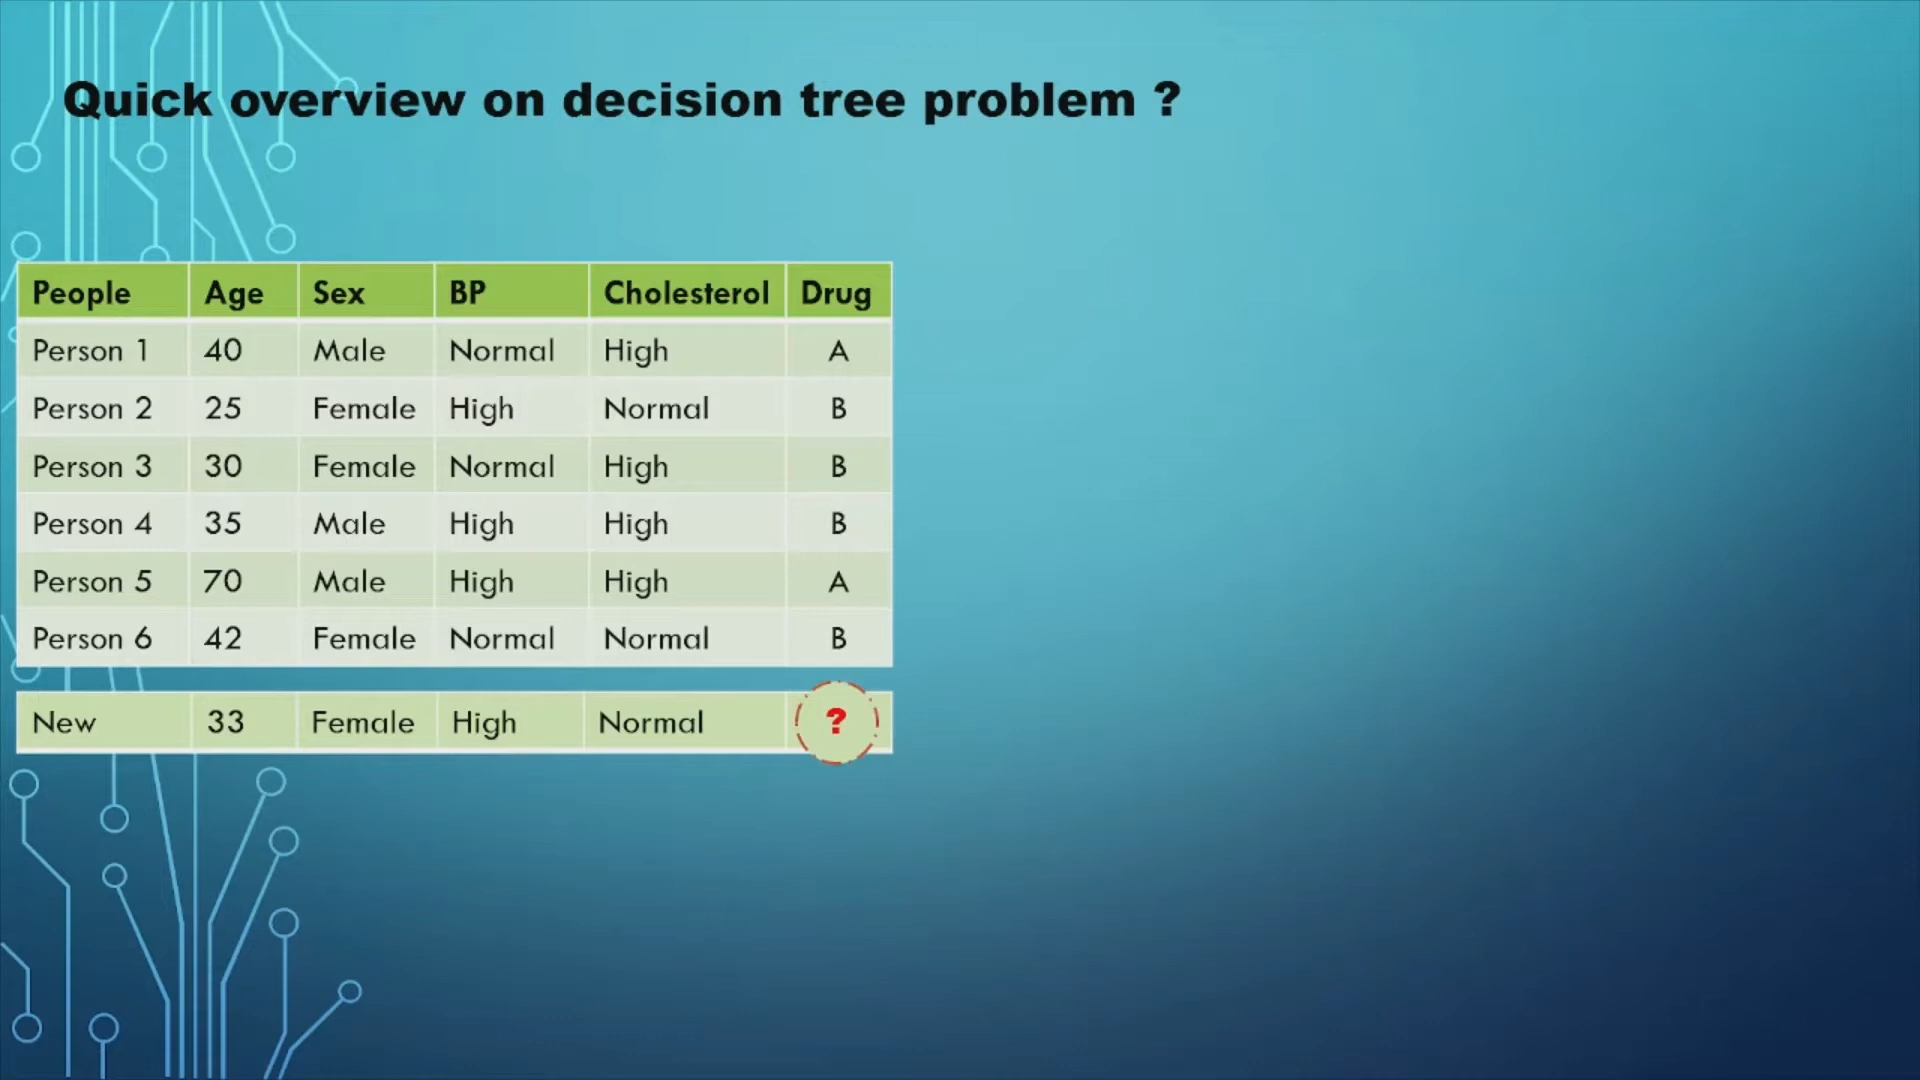 Quick overview on decision tree problem ?
People Age Sex BP Cholesterol Drug
Person 1 40 Male Normal High A
Person 2 25 Female High Normal B
Person 3 30 Female Normal High B
Person 4 35 Male High High B
Person 5 70 Male High High A
Person 6 42 Female Normal Normal B
New 33 Female High Normal ?